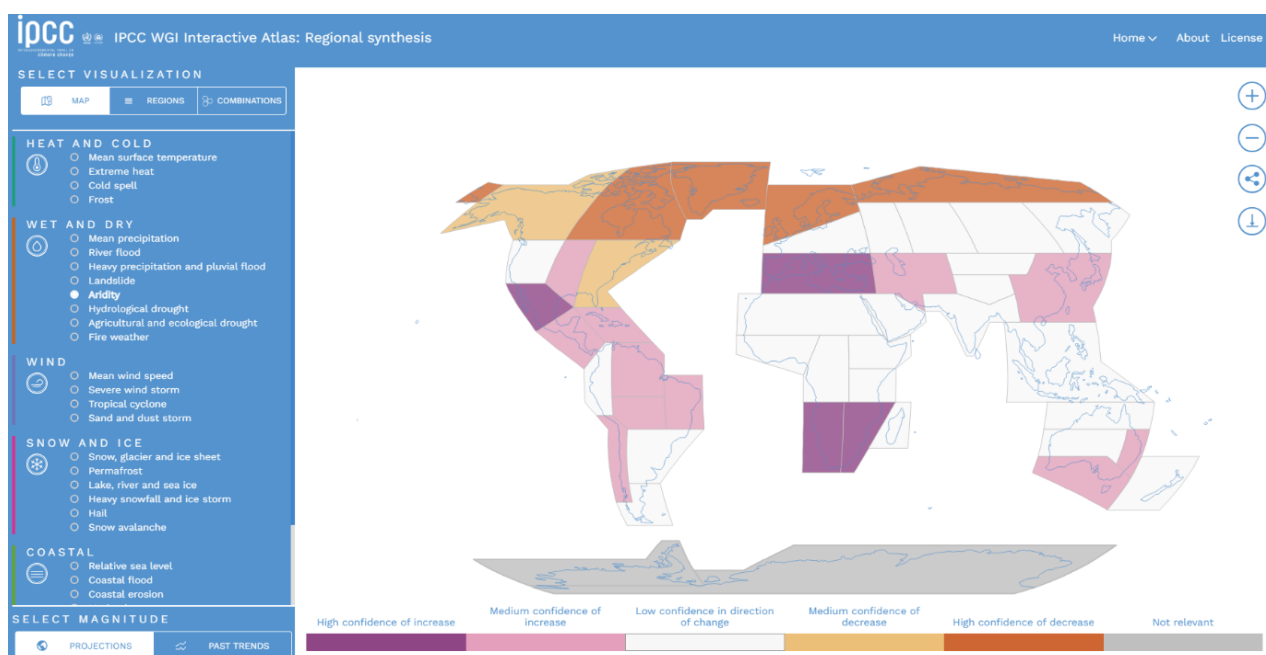 ipcc
IPCC WGI Interactive Atlas: Regional synthesis
Home
About
License
SELECT VISUALIZATION
MAP
REGIONS
COMBINATIONS
HEAT AND COLD
Mean surface temperature
Extreme heat
Cold spell
Frost
WET AND DRY
Mean precipitation
River flood
Heavy precipitation and pluvial flood
Landslide
Aridity
Hydrological drought
Agricultural and ecological drought
Fire weather
WIND
Mean wind speed
Severe wind storm
Tropical cyclone
Sand and dust storm
SNOW AND ICE
Snow, glacier and ice sheet
Permafrost
Lake, river and sea ice
Heavy snowfall and ice storm
Hail
Snow avalanche
COASTAL
Relative sea level
Coastal flood
Coastal erosion
SELECT MAGNITUDE
PROJECTIONS
PAST TRENDS
High confidence of increase
Medium confidence of
increase
Low confidence in direction
of change
Medium confidence of
decrease
High confidence of decrease
Not relevant